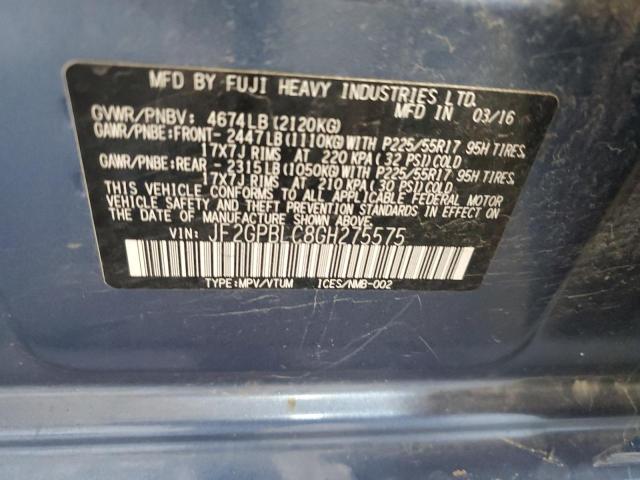 MFD BY FUJI HEAVY INDUSTRIES LTD.
MFD IN 03/16
GVWR/PNBV: 4674LB(2120KG)
GAWR/PNBE:FRONT- 2447LB(1110KG)WITH P225/55R17 95H TIRES,
17X7J RIMS AT 220 KPA(32 PSI)COLD
GAWR/PNBE:REAR - 2315LB(1050KG)WITH P225/55R17 95H TIRES,
17X7J RIMS AT 210 KPA(30 PSI)COLD
THIS VEHICLE CONFORMS TO ALL APPLICABLE FEDERAL MOTOR
VEHICLE SAFETY AND THEFT PREVENTION STANDARDS IN EFFECT
ON THE DATE OF MANUFACTURE SHOWN ABOVE.
VIN: JF2GPBLC8GH275575
TYPE:MPV/VTUM ICES/NMB-002